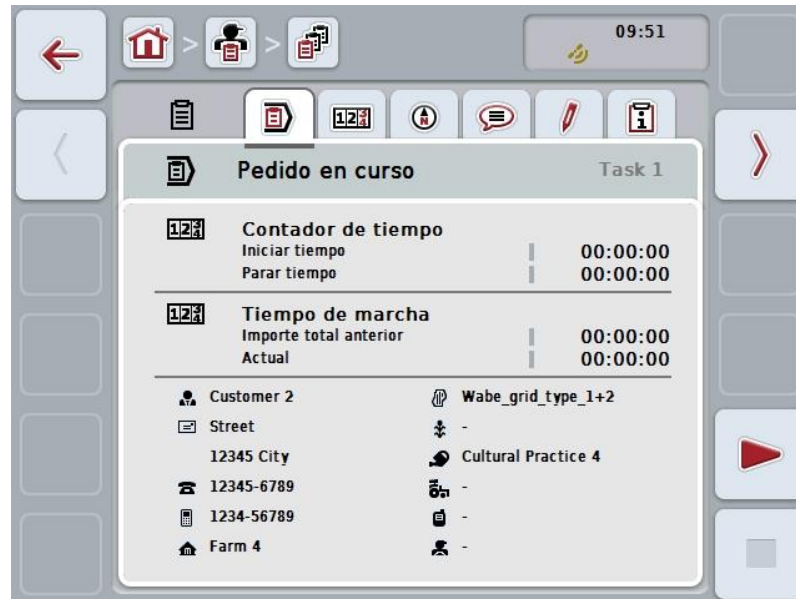 09:51
Pedido en curso Task 1
Contador de tiempo
Iniciar tiempo 00:00:00
Parar tiempo 00:00:00
Tiempo de marcha
Importe total anterior 00:00:00
Actual 00:00:00
Customer 2 Wabe_grid_type_1+2
Street -
12345 City Cultural Practice 4
12345-6789 -
1234-56789 -
Farm 4 -